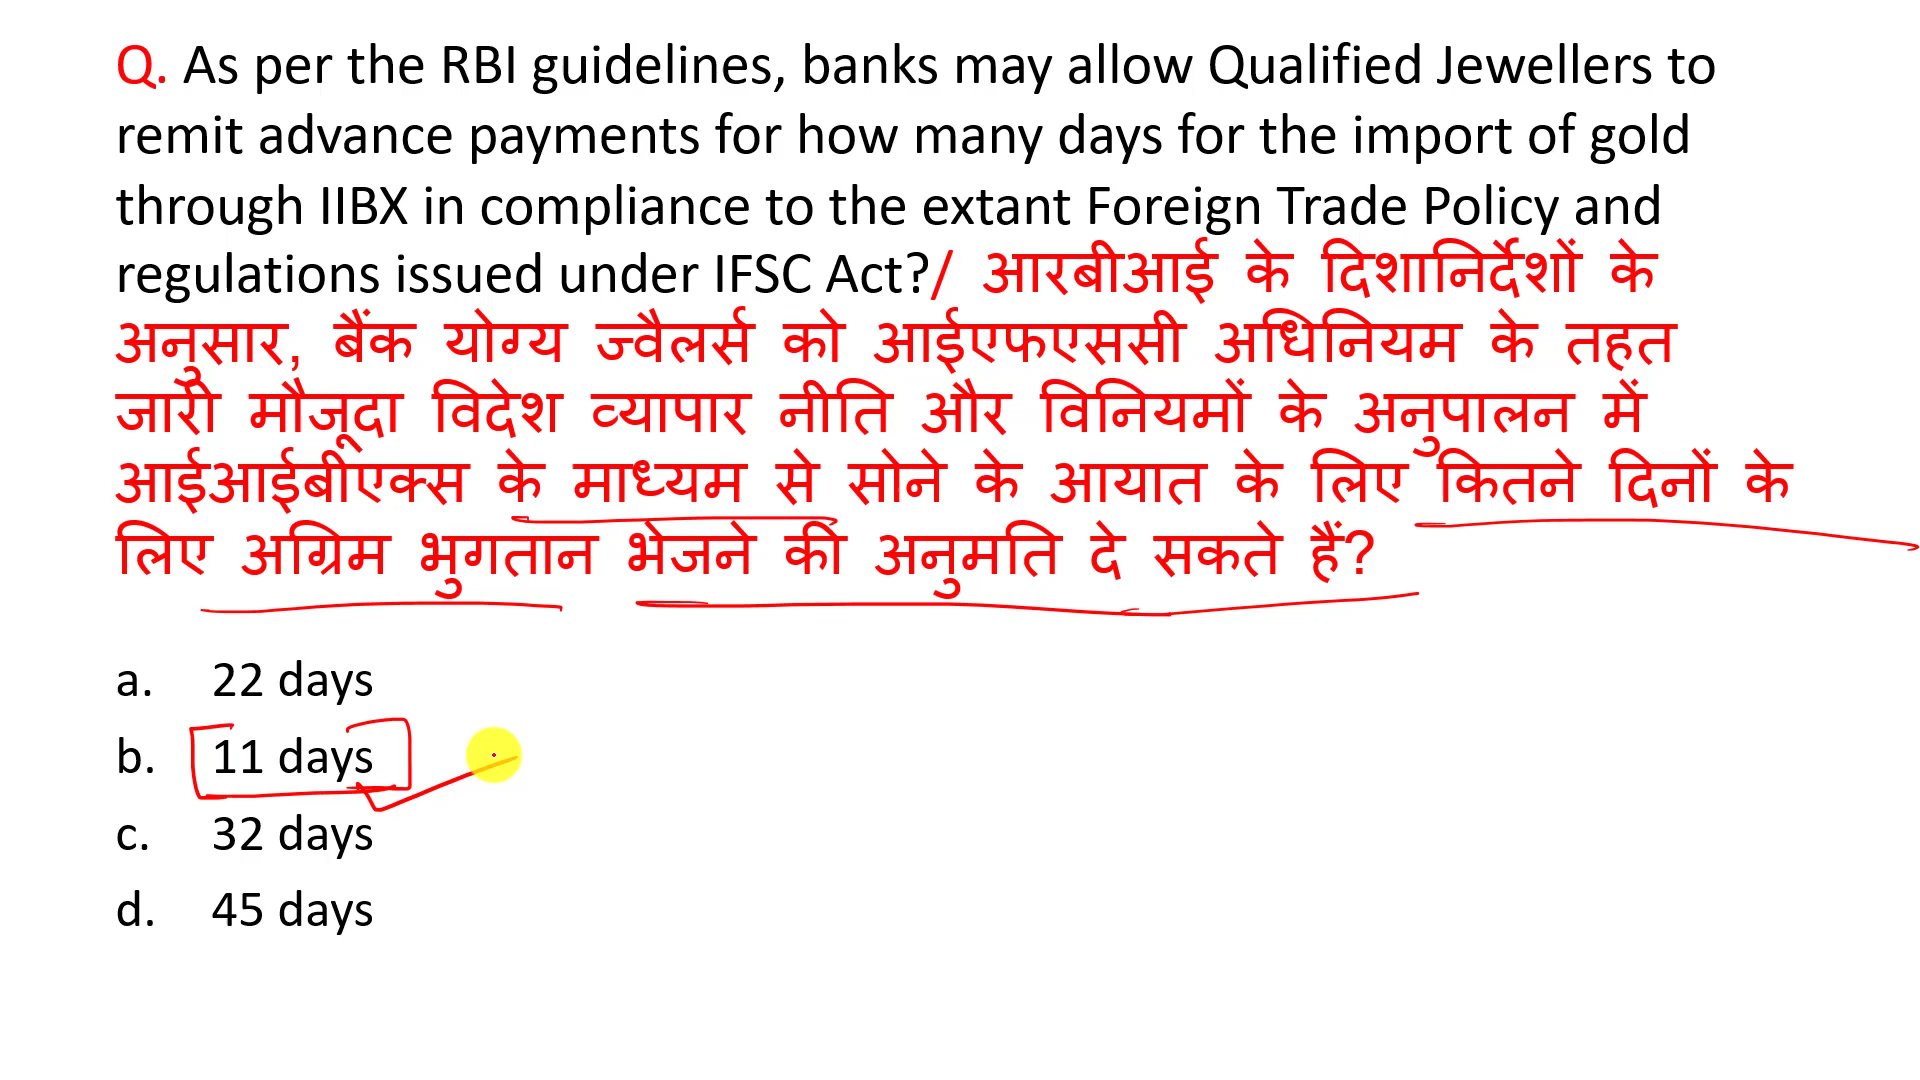 Q. As per the RBI guidelines, banks may allow Qualified Jewellers to
remit advance payments for how many days for the import of gold
through IIBX in compliance to the extant Foreign Trade Policy and
regulations issued under IFSC Act?/ आरबीआई के दिशानिर्देशों के
अनुसार, बैंक योग्य ज्वैलर्स को आईएफएससी अधिनियम के तहत
जारी मौजूदा विदेश व्यापार नीति और विनियमों के अनुपालन में
आईआईबीएक्स के माध्यम से सोने के आयात के लिए कितने दिनों के
लिए अग्रिम भुगतान भेजने की अनुमति दे सकते हैं?
a. 22 days
b. 11 days
c. 32 days
d. 45 days